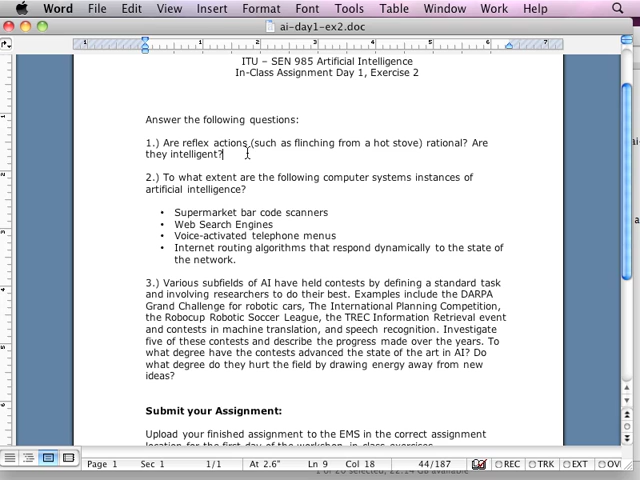 Word File Edit View Insert Format Font Tools Table Window Work Help
ai-day1-ex2.doc
ITU – SEN 985 Artificial Intelligence
In-Class Assignment Day 1, Exercise 2
Answer the following questions:
1.) Are reflex actions (such as flinching from a hot stove) rational? Are
they intelligent?
2.) To what extent are the following computer systems instances of
artificial intelligence?
• Supermarket bar code scanners
• Web Search Engines
• Voice-activated telephone menus
• Internet routing algorithms that respond dynamically to the state of
the network.
3.) Various subfields of AI have held contests by defining a standard task
and involving researchers to do their best. Examples include the DARPA
Grand Challenge for robotic cars, The International Planning Competition,
the Robocup Robotic Soccer League, the TREC Information Retrieval event
and contests in machine translation, and speech recognition. Investigate
five of these contests and describe the progress made over the years. To
what degree have the contests advanced the state of the art in AI? Do
what degree do they hurt the field by drawing energy away from new
ideas?
Submit your Assignment:
Upload your finished assignment to the EMS in the correct assignment
location for the first day of the workshop, in-class exercises
Page 1 Sec 1 1/1 At 2.6" Ln 9 Col 18 44/187 REC TRK EXT OV